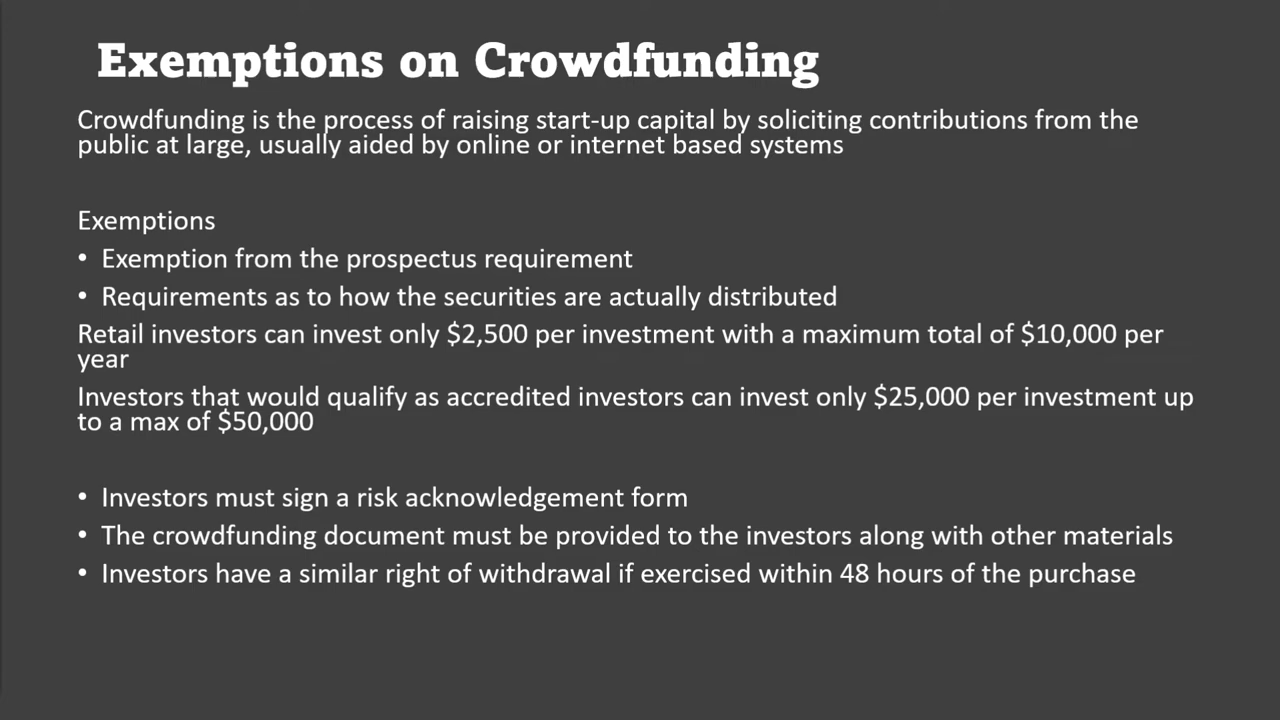 Exemptions on Crowdfunding
Crowdfunding is the process of raising start-up capital by soliciting contributions from the
public at large, usually aided by online or internet based systems
Exemptions
• Exemption from the prospectus requirement
• Requirements as to how the securities are actually distributed
Retail investors can invest only $2,500 per investment with a maximum total of $10,000 per
year
Investors that would qualify as accredited investors can invest only $25,000 per investment up
to a max of $50,000
• Investors must sign a risk acknowledgement form
• The crowdfunding document must be provided to the investors along with other materials
• Investors have a similar right of withdrawal if exercised within 48 hours of the purchase